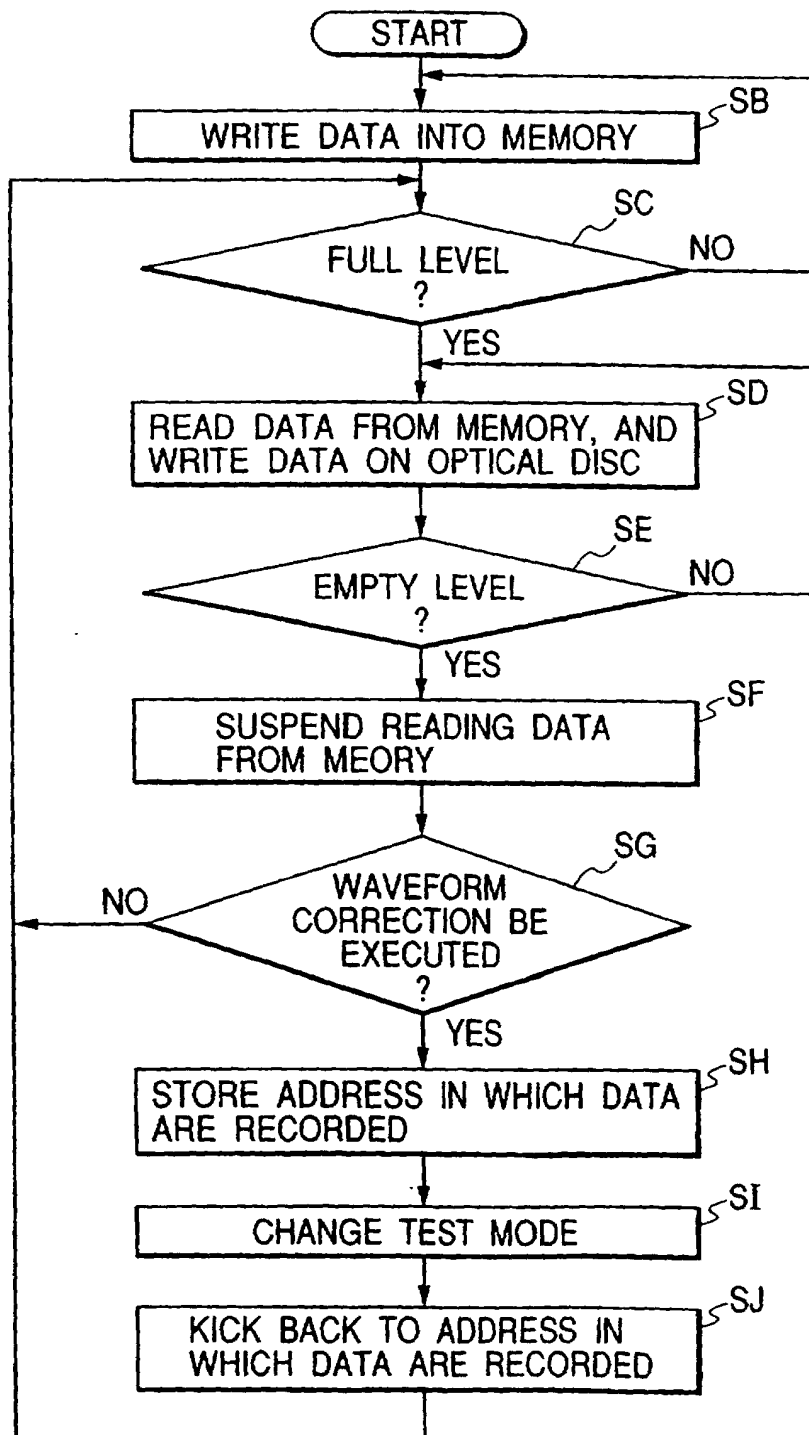 START
SB
WRITE DATA INTO MEMORY
SC
FULL LEVEL
?
NO
YES
SD
READ DATA FROM MEMORY, AND
WRITE DATA ON OPTICAL DISC
SE
EMPTY LEVEL
?
NO
YES
SF
SUSPEND READING DATA
FROM MEORY
SG
WAVEFORM
CORRECTION BE
EXECUTED
?
NO
YES
SH
STORE ADDRESS IN WHICH DATA
ARE RECORDED
SI
CHANGE TEST MODE
SJ
KICK BACK TO ADDRESS IN
WHICH DATA ARE RECORDED